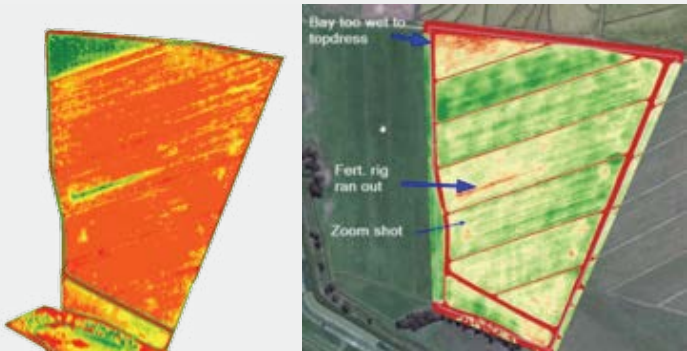 Bay too wet to
topdress
Fert. rig
ran out
Zoom shot